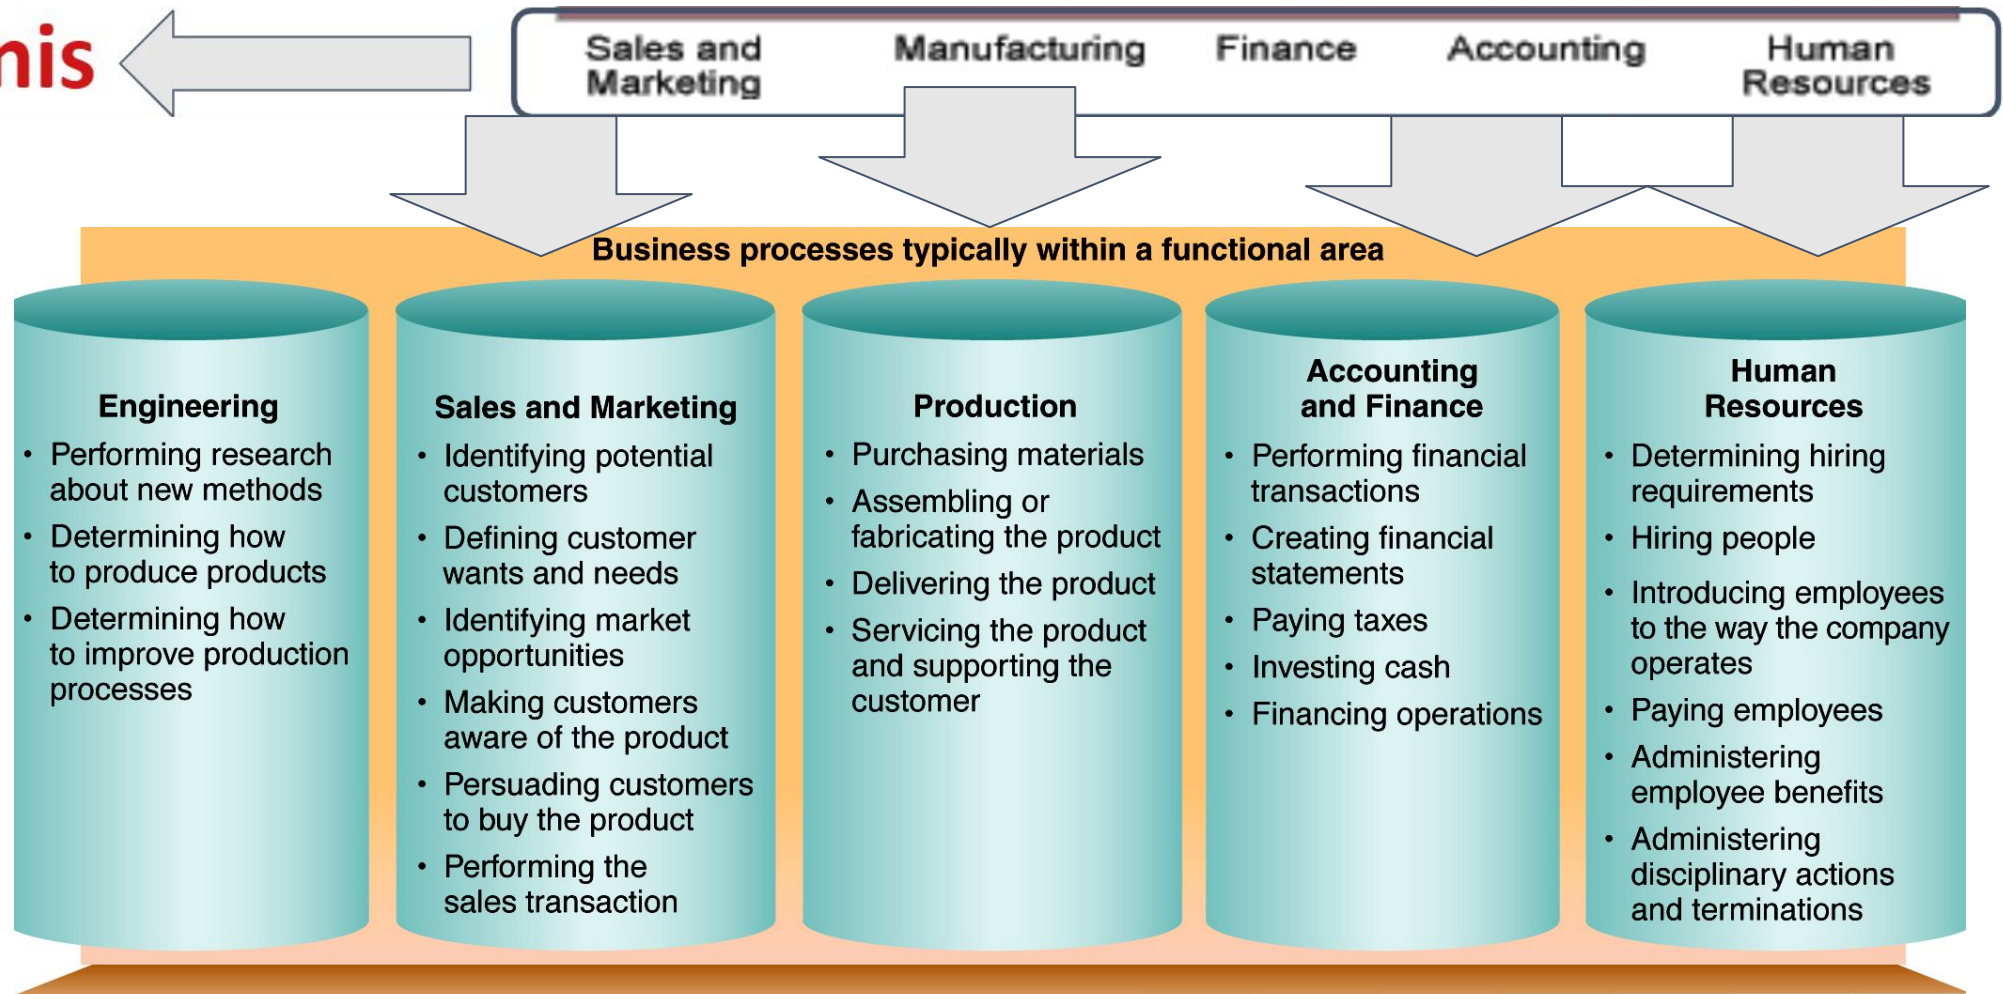 nis
Sales and
Marketing
Manufacturing
Finance
Accounting
Human
Resources
Business processes typically within a functional area
Engineering
• Performing research
about new methods
• Determining how
to produce products
• Determining how
to improve production
processes
Sales and Marketing
• Identifying potential
customers
• Defining customer
wants and needs
• Identifying market
opportunities
• Making customers
aware of the product
• Persuading customers
to buy the product
• Performing the
sales transaction
Production
• Purchasing materials
• Assembling or
fabricating the product
• Delivering the product
• Servicing the product
and supporting the
customer
Accounting
and Finance
• Performing financial
transactions
• Creating financial
statements
• Paying taxes
• Investing cash
• Financing operations
Human
Resources
• Determining hiring
requirements
• Hiring people
• Introducing employees
to the way the company
operates
• Paying employees
• Administering
employee benefits
• Administering
disciplinary actions
and terminations